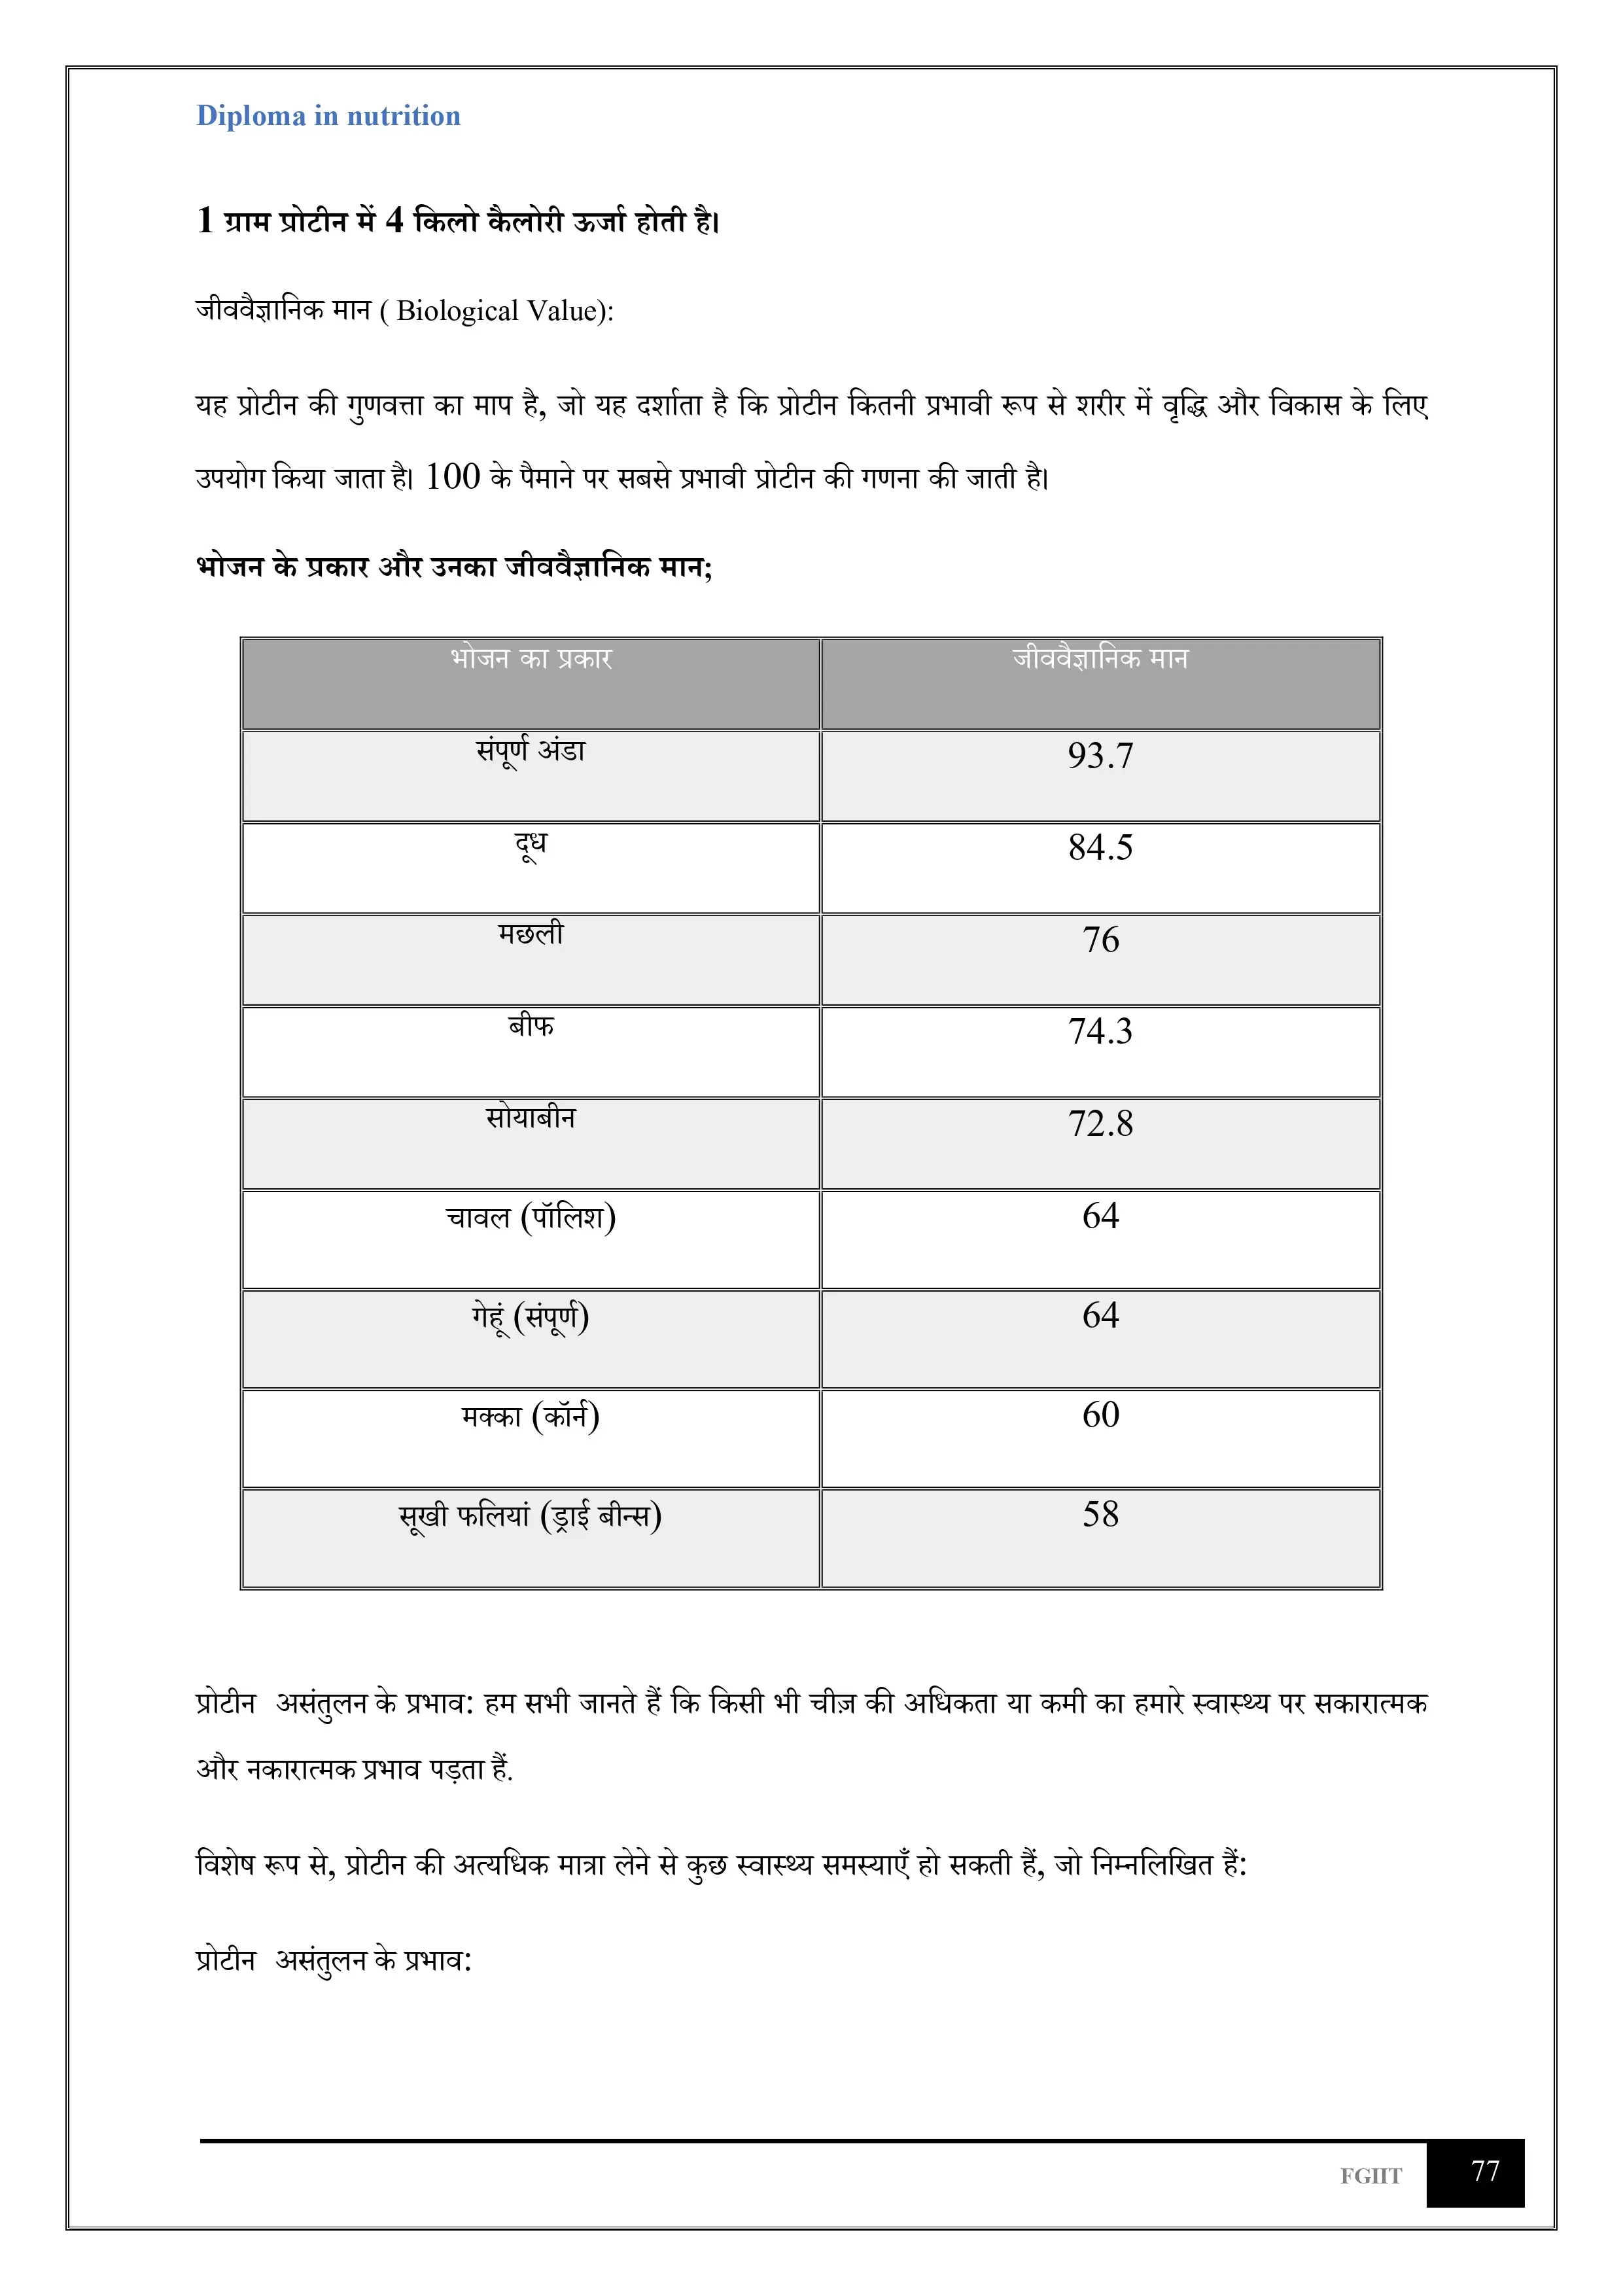 Diploma in nutrition
1 ग्राम प्रोटीन में 4 किलो कैलोरी ऊर्जा होती है।
जीववैज्ञानिक मान ( Biological Value):
यह प्रोटीन की गुणवत्ता का माप है, जो यह दर्शाता है कि प्रोटीन कितनी प्रभावी रूप से शरीर में वृद्धि और विकास के लिए
उपयोग किया जाता है। 100 के पैमाने पर सबसे प्रभावी प्रोटीन की गणना की जाती है।
भोजन के प्रकार और उनका जीववैज्ञानिक मान;
भोजन का प्रकार जीववैज्ञानिक मान
संपूर्ण अंडा 93.7
दूध 84.5
मछली 76
बीफ 74.3
सोयाबीन 72.8
चावल (पॉलिश) 64
गेहूं (संपूर्ण) 64
मक्का (कॉर्न) 60
सूखी फलियां (ड्राई बीन्स) 58
प्रोटीन असंतुलन के प्रभाव: हम सभी जानते हैं कि किसी भी चीज़ की अधिकता या कमी का हमारे स्वास्थ्य पर सकारात्मक
और नकारात्मक प्रभाव पड़ता हैं.
विशेष रूप से, प्रोटीन की अत्यधिक मात्रा लेने से कुछ स्वास्थ्य समस्याएँ हो सकती हैं, जो निम्नलिखित हैं:
प्रोटीन असंतुलन के प्रभाव:
FGIIT 77